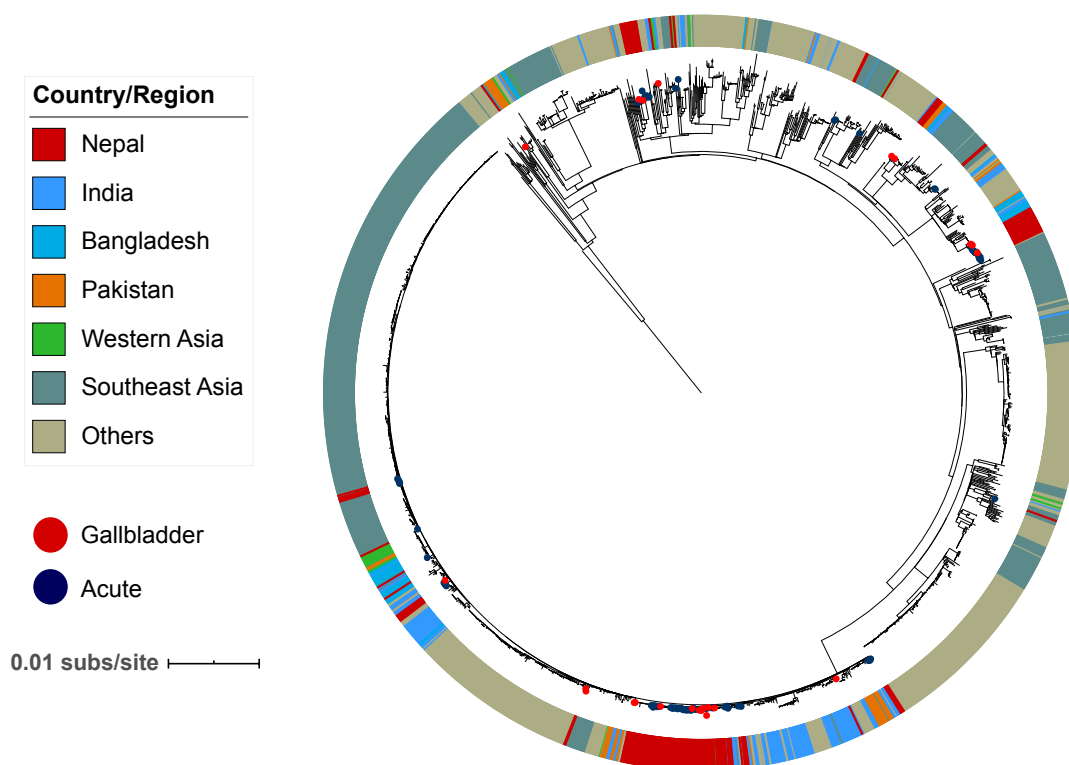 Country/Region
Nepal
India
Bangladesh
Pakistan
Western Asia
Southeast Asia
Others
Gallbladder
Acute
0.01 subs/site